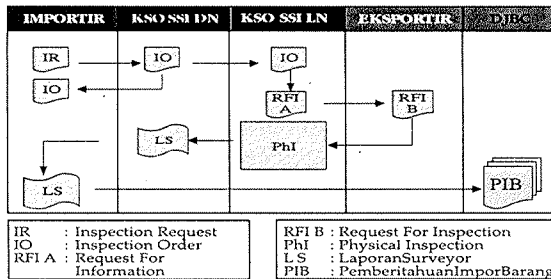 IMPORTIR KSO SSI DN KSO SSI LN EKSPORTIR DJBC
IR IO IO
IO RFI A RFI B
LS PhI
LS PIB
IR : Inspection Request
IO : Inspection Order
RFI A : Request For
Information
RFI B : Request For Inspection
PhI : Physical Inspection
LS : LaporanSurveyor
PIB : PemberitahuanImporBarang